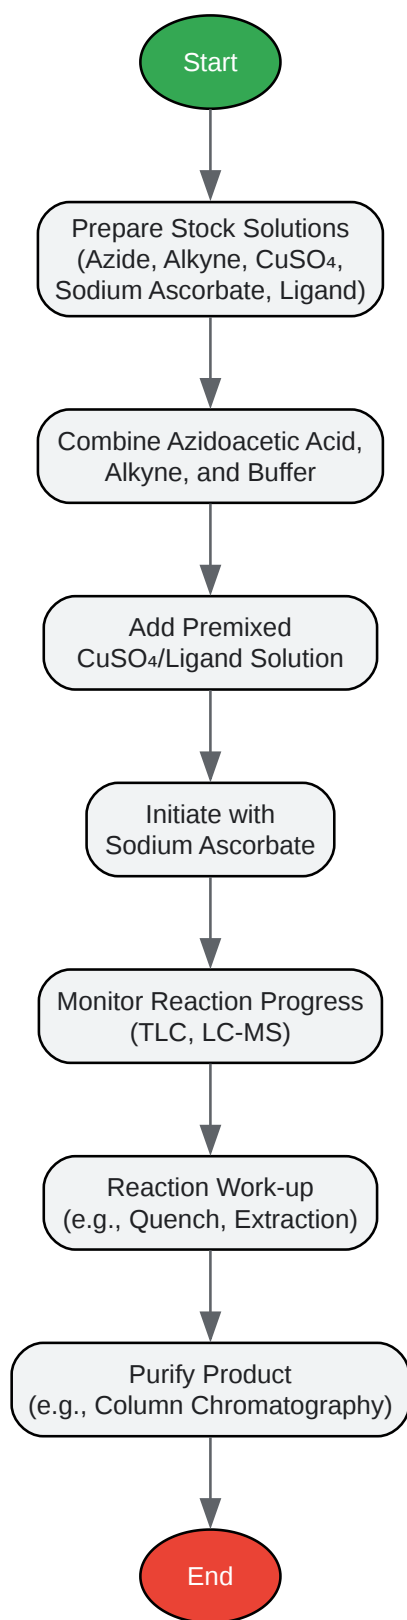 Start
Prepare Stock Solutions
(Azide, Alkyne, CuSO₄,
Sodium Ascorbate, Ligand)
Combine Azidoacetic Acid,
Alkyne, and Buffer
Add Premixed
CuSO₄/Ligand Solution
Initiate with
Sodium Ascorbate
Monitor Reaction Progress
(TLC, LC-MS)
Reaction Work-up
(e.g., Quench, Extraction)
Purify Product
(e.g., Column Chromatography)
End